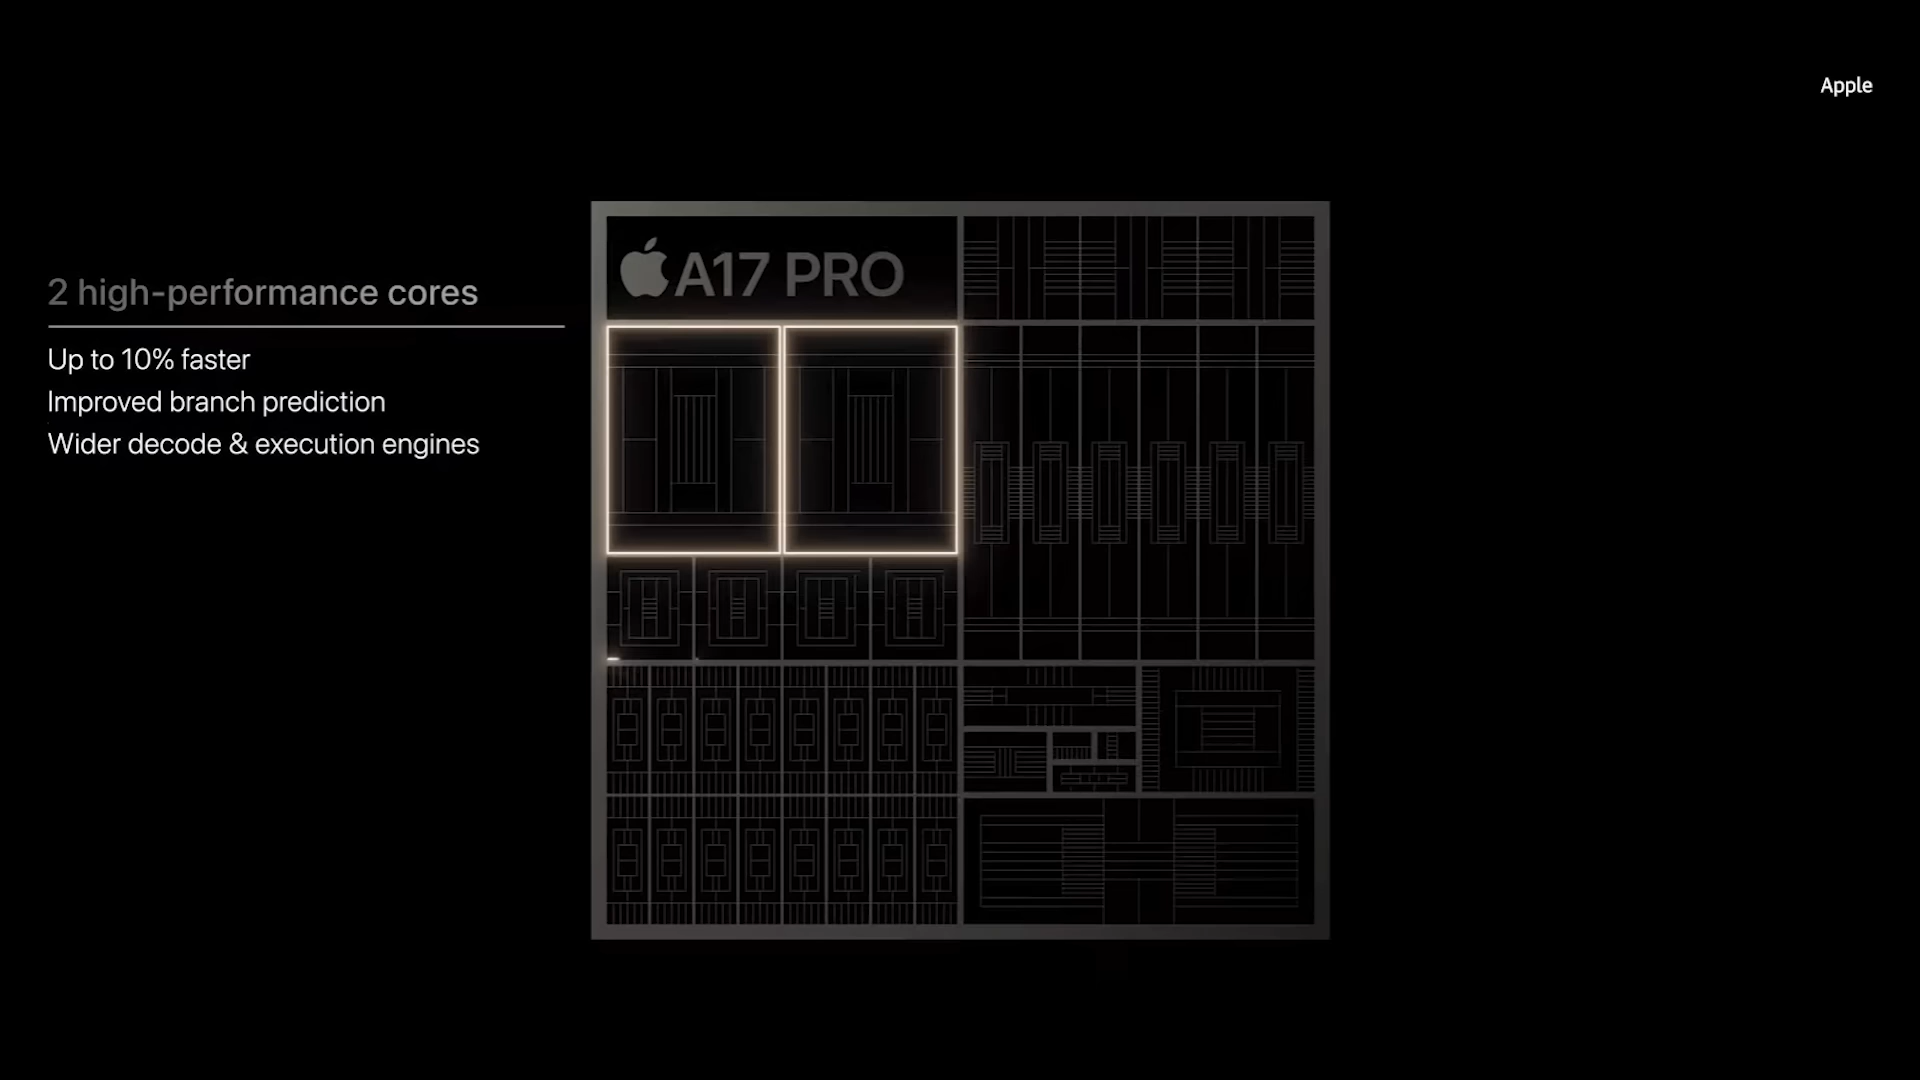 Apple
A17 PRO
2 high-performance cores
Up to 10% faster
Improved branch prediction
Wider decode & execution engines